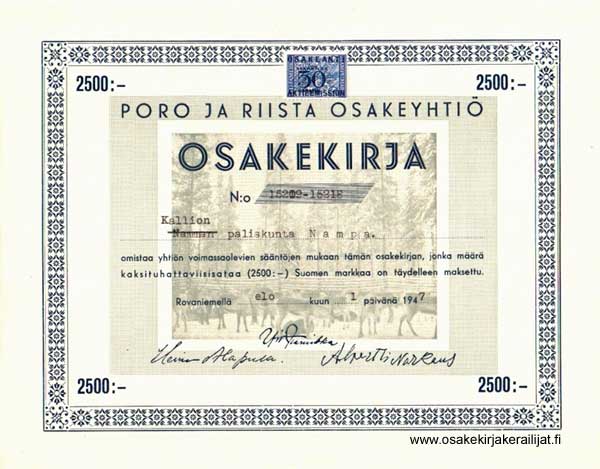 2500:–
OSAKEANTI
30
AKTIEEMISSION
2500:–
PORO JA RIISTA OSAKEYHTIÖ
OSAKEKIRJA
N:o 15209-15218
Kallion
paliskunta Nampa.
omistaa yhtiön voimassaolevien sääntöjen mukaan tämän osakekirjan, jonka määrä
kaksituhattaviisisataa (2500:–) Suomen markkaa on täydelleen maksettu.
Rovaniemellä elo kuun 1 päivänä 1947
2500:–
2500:–
www.osakekirjakerailijat.fi